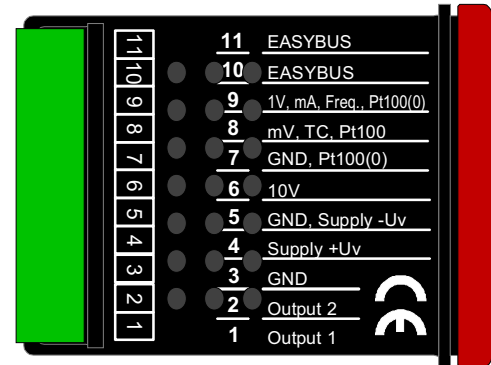 11 11 EASYBUS
10 10 EASYBUS
9 9 1V, mA, Freq., Pt100(0)
8 8 mV, TC, Pt100
7 7 GND, Pt100(0)
6 6 10V
5 5 GND, Supply -Uv
4 4 Supply +Uv
3 3 GND
2 2 Output 2
1 1 Output 1
CE